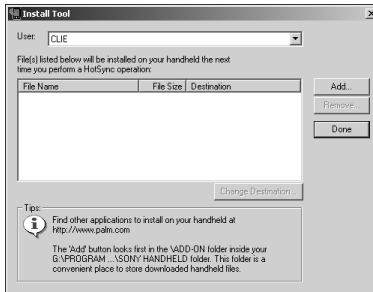 Install Tool
User: CLIE
File(s) listed below will be installed on your handheld the next
time you perform a HotSync operation:
File Name File Size Destination
Add...
Remove...
Done
Change Destination...
Tips:
Find other applications to install on your handheld at
http://www.palm.com
The 'Add' button looks first in the \ADD-ON folder inside your
G:\PROGRAM ...\SONY HANDHELD folder. This folder is a
convenient place to store downloaded handheld files.